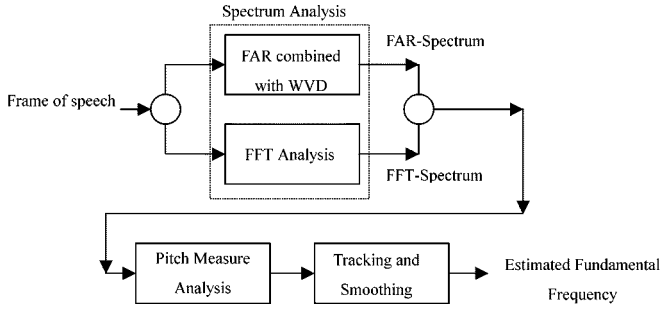 Spectrum Analysis
FAR combined
with WVD
FAR-Spectrum
Frame of speech
FFT Analysis
FFT-Spectrum
Pitch Measure
Analysis
Tracking and
Smoothing
Estimated Fundamental
Frequency